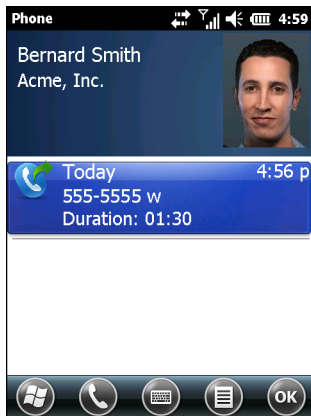 Phone 4:59
Bernard Smith
Acme, Inc.
Today 4:56 p
555-5555 w
Duration: 01:30
OK